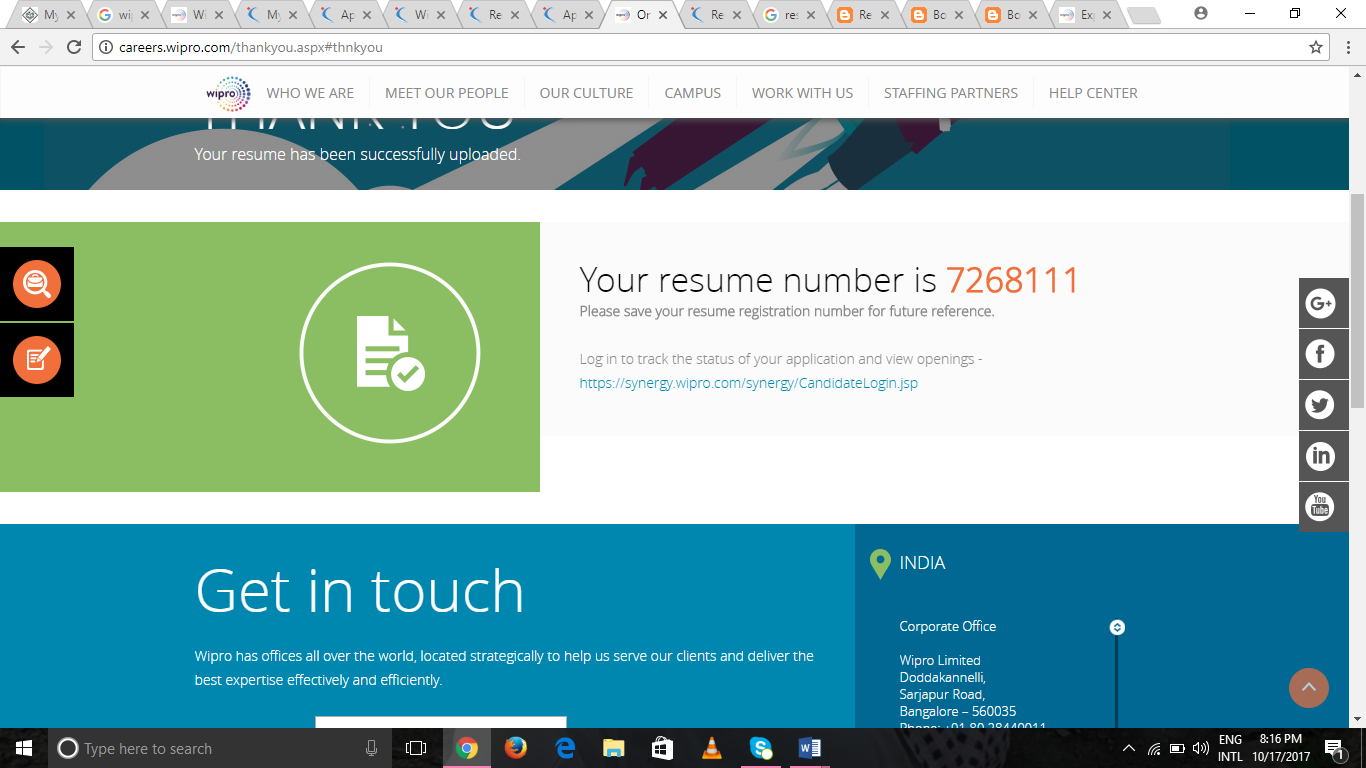 My
wi
Wi
My
Ap
Wi
Re
Ap
Or
Re
res
Re
Bo
Bo
Ex
careers.wipro.com/thankyou.aspx#thnkyou
wipro
WHO WE ARE
MEET OUR PEOPLE
OUR CULTURE
CAMPUS
WORK WITH US
STAFFING PARTNERS
HELP CENTER
THANK YOU
Your resume has been successfully uploaded.
Your resume number is 7268111
Please save your resume registration number for future reference.
Log in to track the status of your application and view openings -
https://synergy.wipro.com/synergy/CandidateLogin.jsp
G+
f
in
You
Tube
Get in touch
Wipro has offices all over the world, located strategically to help us serve our clients and deliver the
best expertise effectively and efficiently.
INDIA
Corporate Office
Wipro Limited
Doddakannelli,
Sarjapur Road,
Bangalore – 560035
Phone: +91 80 28440011
Type here to search
ENG
INTL
8:16 PM
10/17/2017
1